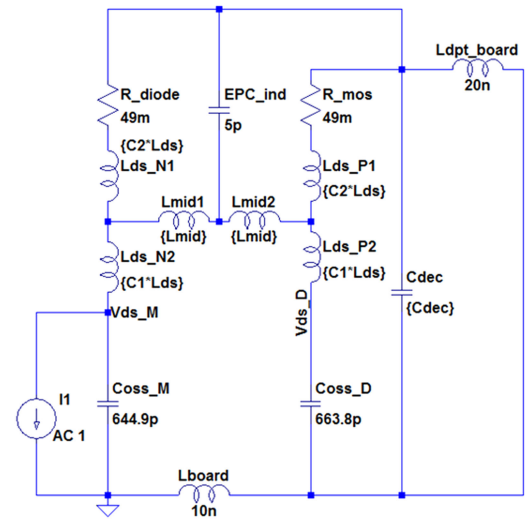 Ldpt_board
20n
R_diode
49m
EPC_ind
5p
R_mos
49m
{C2*Lds}
Lds_N1
Lds_P1
{C2*Lds}
Lmid1
{Lmid}
Lmid2
{Lmid}
Lds_N2
{C1*Lds}
Lds_P2
{C1*Lds}
Vds_M
Vds_D
Cdec
{Cdec}
I1
AC 1
Coss_M
644.9p
Coss_D
663.8p
Lboard
10n